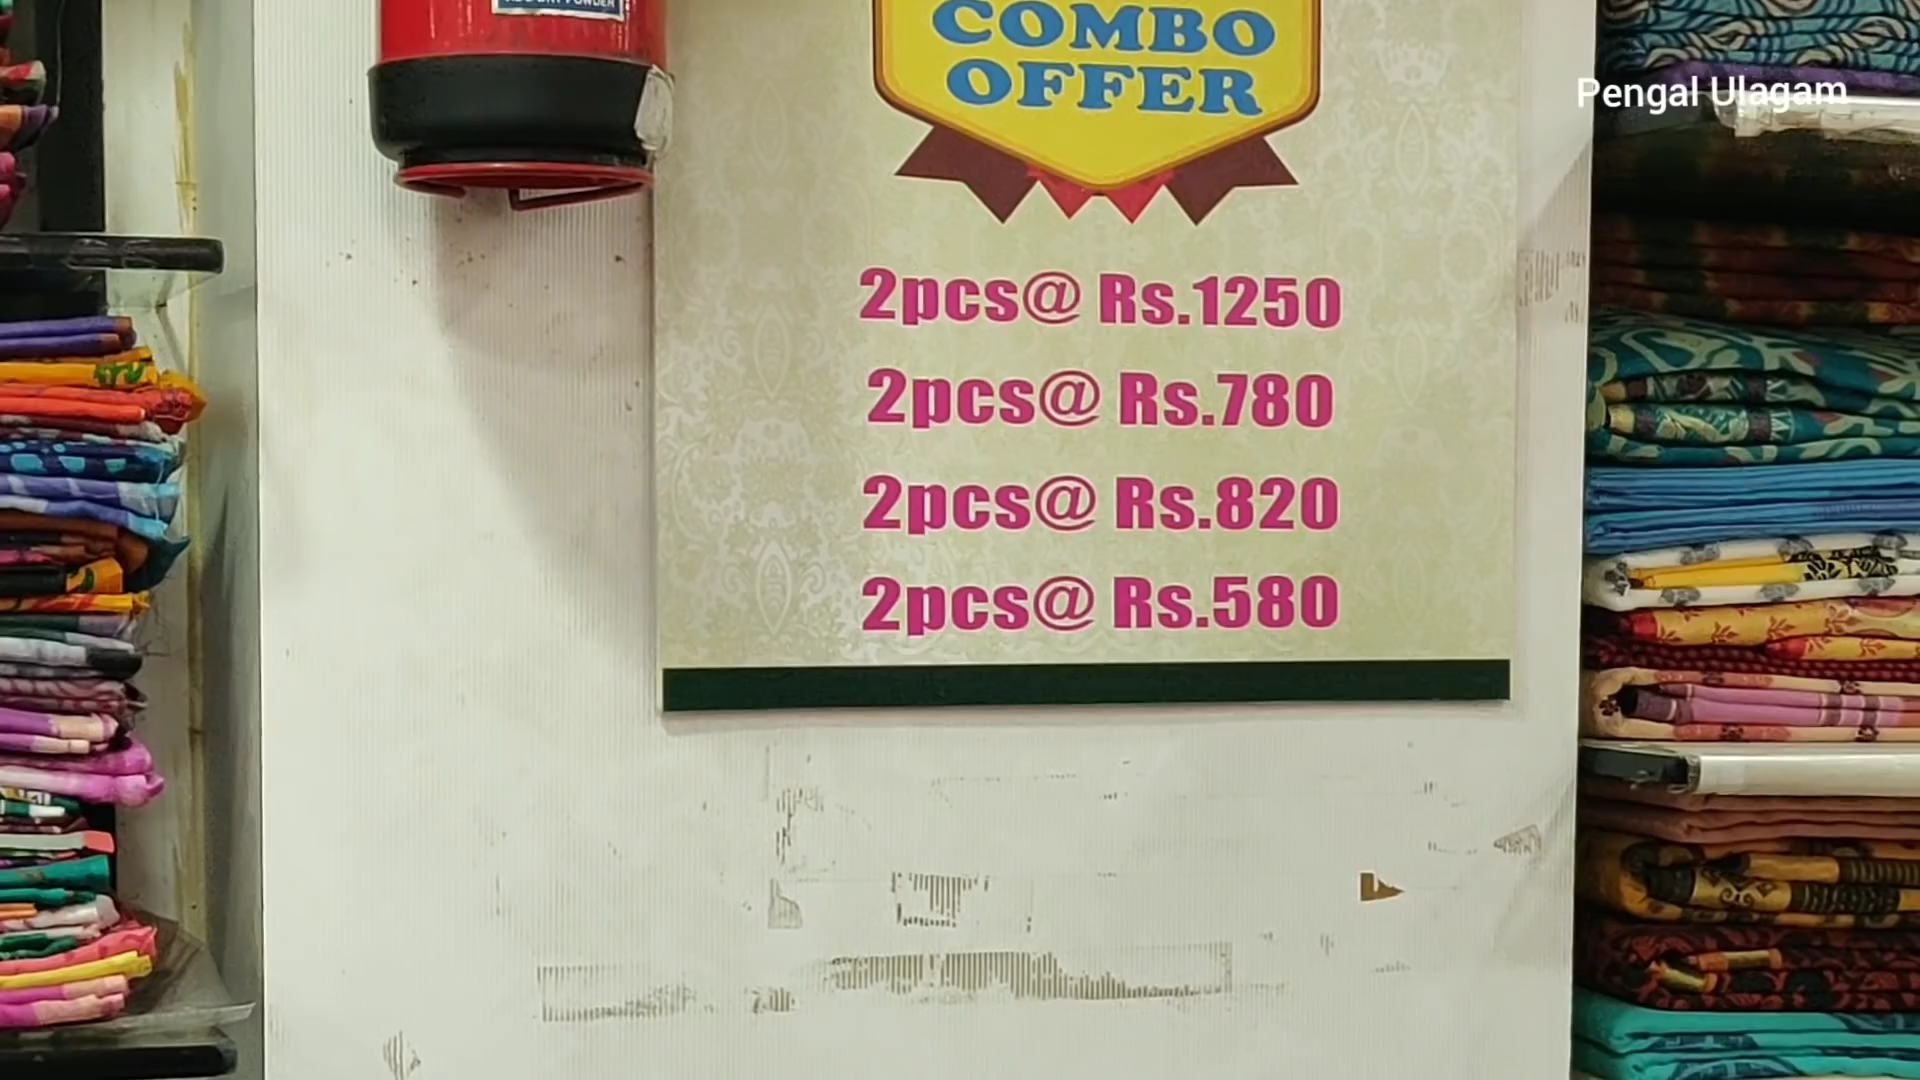 COMBO
OFFER
Pengal Ulagam
2pcs@ Rs.1250
2pcs@ Rs.780
2pcs@ Rs.820
2pcs@ Rs.580